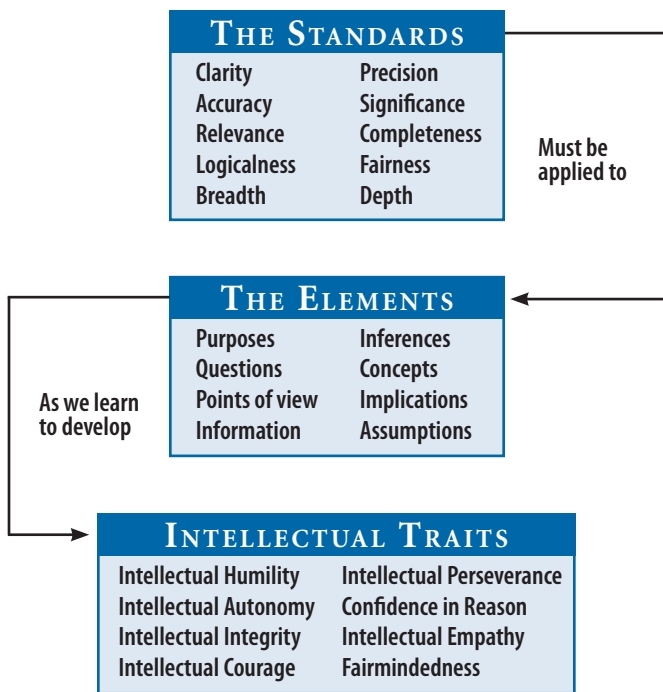 THE STANDARDS
Clarity Precision
Accuracy Significance
Relevance Completeness
Logicalness Fairness
Breadth Depth
Must be
applied to
THE ELEMENTS
Purposes Inferences
Questions Concepts
Points of view Implications
Information Assumptions
As we learn
to develop
INTELLECTUAL TRAITS
Intellectual Humility Intellectual Perseverance
Intellectual Autonomy Confidence in Reason
Intellectual Integrity Intellectual Empathy
Intellectual Courage Fairmindedness